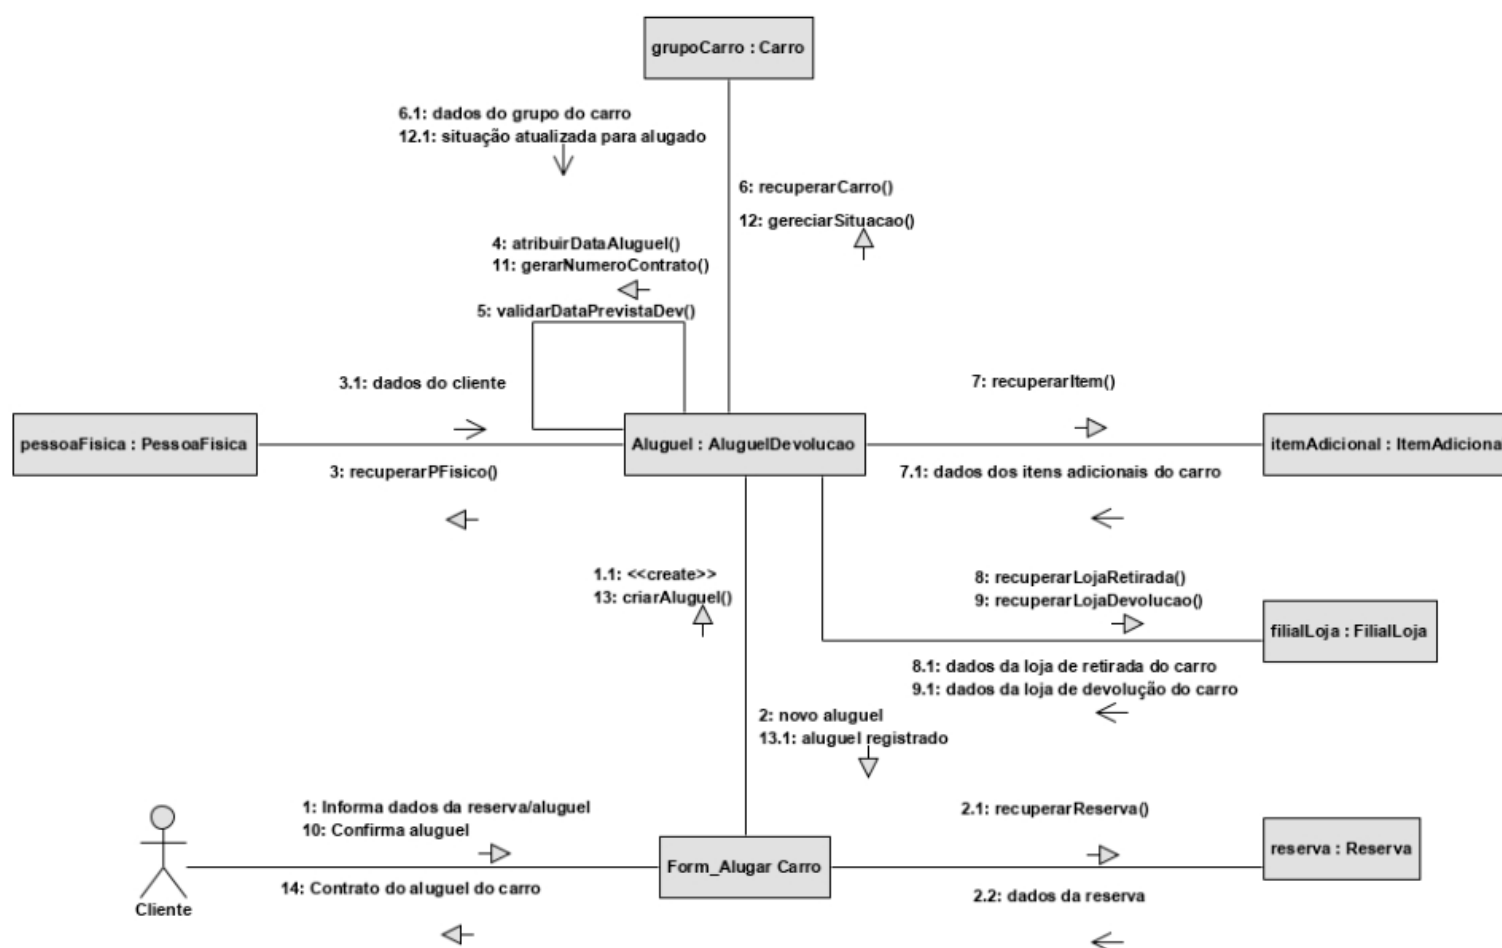 grupoCarro : Carro
6.1: dados do grupo do carro
12.1: situação atualizada para alugado
6: recuperarCarro()
12: gereciarSituacao()
4: atribuirDataAluguel()
11: gerarNumeroContrato()
5: validarDataPrevistaDev()
3.1: dados do cliente
7: recuperarItem()
pessoaFisica : PessoaFisica
Aluguel : AluguelDevolucao
itemAdicional : ItemAdiciona
3: recuperarPFisico()
7.1: dados dos itens adicionais do carro
1.1: <<create>>
13: criarAluguel()
8: recuperarLojaRetirada()
9: recuperarLojaDevolucao()
filialLoja : FilialLoja
8.1: dados da loja de retirada do carro
9.1: dados da loja de devolução do carro
2: novo aluguel
13.1: aluguel registrado
1: Informa dados da reserva/aluguel
10: Confirma aluguel
2.1: recuperarReserva()
Form_Alugar Carro
reserva : Reserva
14: Contrato do aluguel do carro
2.2: dados da reserva
Cliente